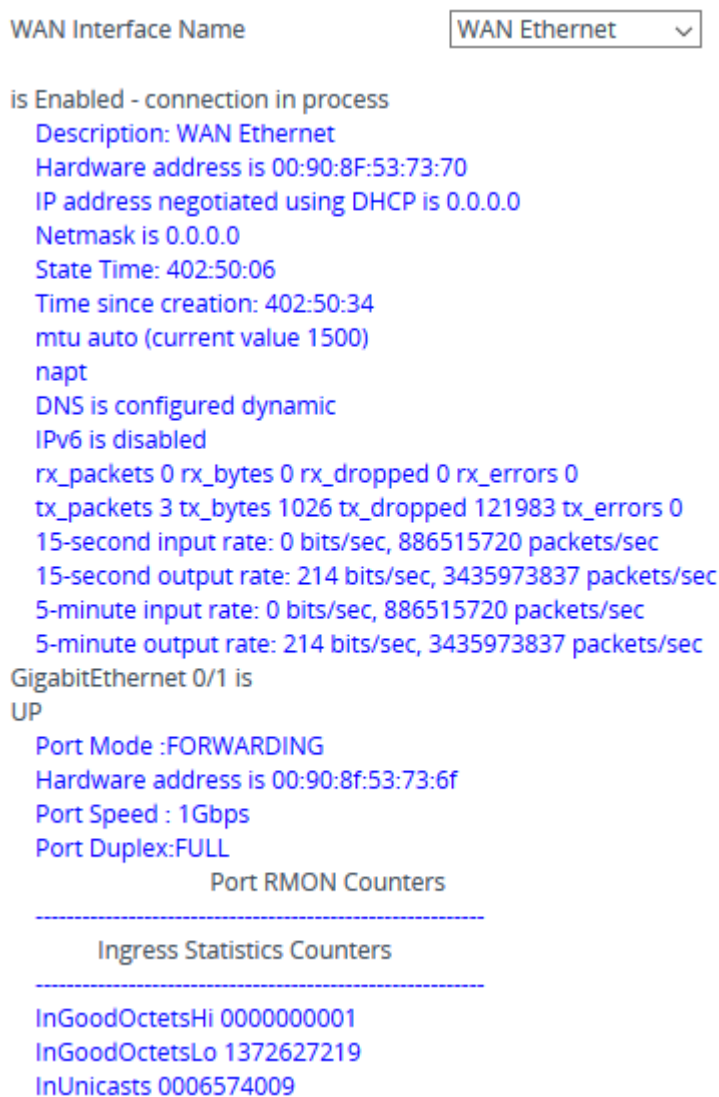 WAN Interface Name WAN Ethernet
is Enabled - connection in process
Description: WAN Ethernet
Hardware address is 00:90:8F:53:73:70
IP address negotiated using DHCP is 0.0.0.0
Netmask is 0.0.0.0
State Time: 402:50:06
Time since creation: 402:50:34
mtu auto (current value 1500)
napt
DNS is configured dynamic
IPv6 is disabled
rx_packets 0 rx_bytes 0 rx_dropped 0 rx_errors 0
tx_packets 3 tx_bytes 1026 tx_dropped 121983 tx_errors 0
15-second input rate: 0 bits/sec, 886515720 packets/sec
15-second output rate: 214 bits/sec, 3435973837 packets/sec
5-minute input rate: 0 bits/sec, 886515720 packets/sec
5-minute output rate: 214 bits/sec, 3435973837 packets/sec
GigabitEthernet 0/1 is
UP
Port Mode :FORWARDING
Hardware address is 00:90:8f:53:73:6f
Port Speed : 1Gbps
Port Duplex:FULL
Port RMON Counters
----------------------------------------------------------
Ingress Statistics Counters
----------------------------------------------------------
InGoodOctetsHi 0000000001
InGoodOctetsLo 1372627219
InUnicasts 0006574009